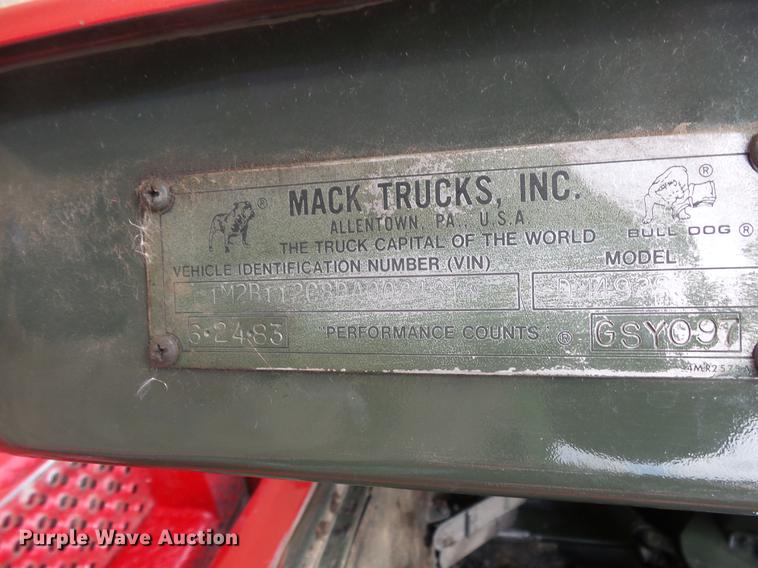 MACK TRUCKS, INC.
ALLENTOWN, PA., U.S.A
THE TRUCK CAPITAL OF THE WORLD
BULL DOG ®
VEHICLE IDENTIFICATION NUMBER (VIN) MODEL
6·24·83 "PERFORMANCE COUNTS" ® GSY097
Purple Wave Auction